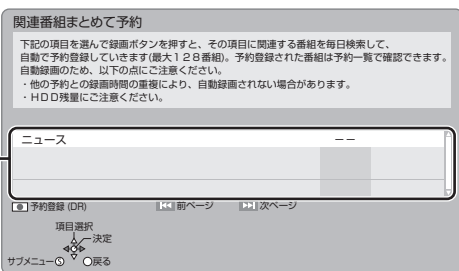 関連番組まとめて予約
下記の項目を選んで録画ボタンを押すと、その項目に関連する番組を毎日検索して、
自動で予約登録していきます(最大128番組)。予約登録された番組は予約一覧で確認できます。
自動録画のため、以下の点にご注意ください。
・他の予約との録画時間の重複により、自動録画されない場合があります。
・HDD残量にご注意ください。
ニュース －－
予約登録 (DR) 前ページ 次ページ
項目選択
決定
サブメニュー S 戻る